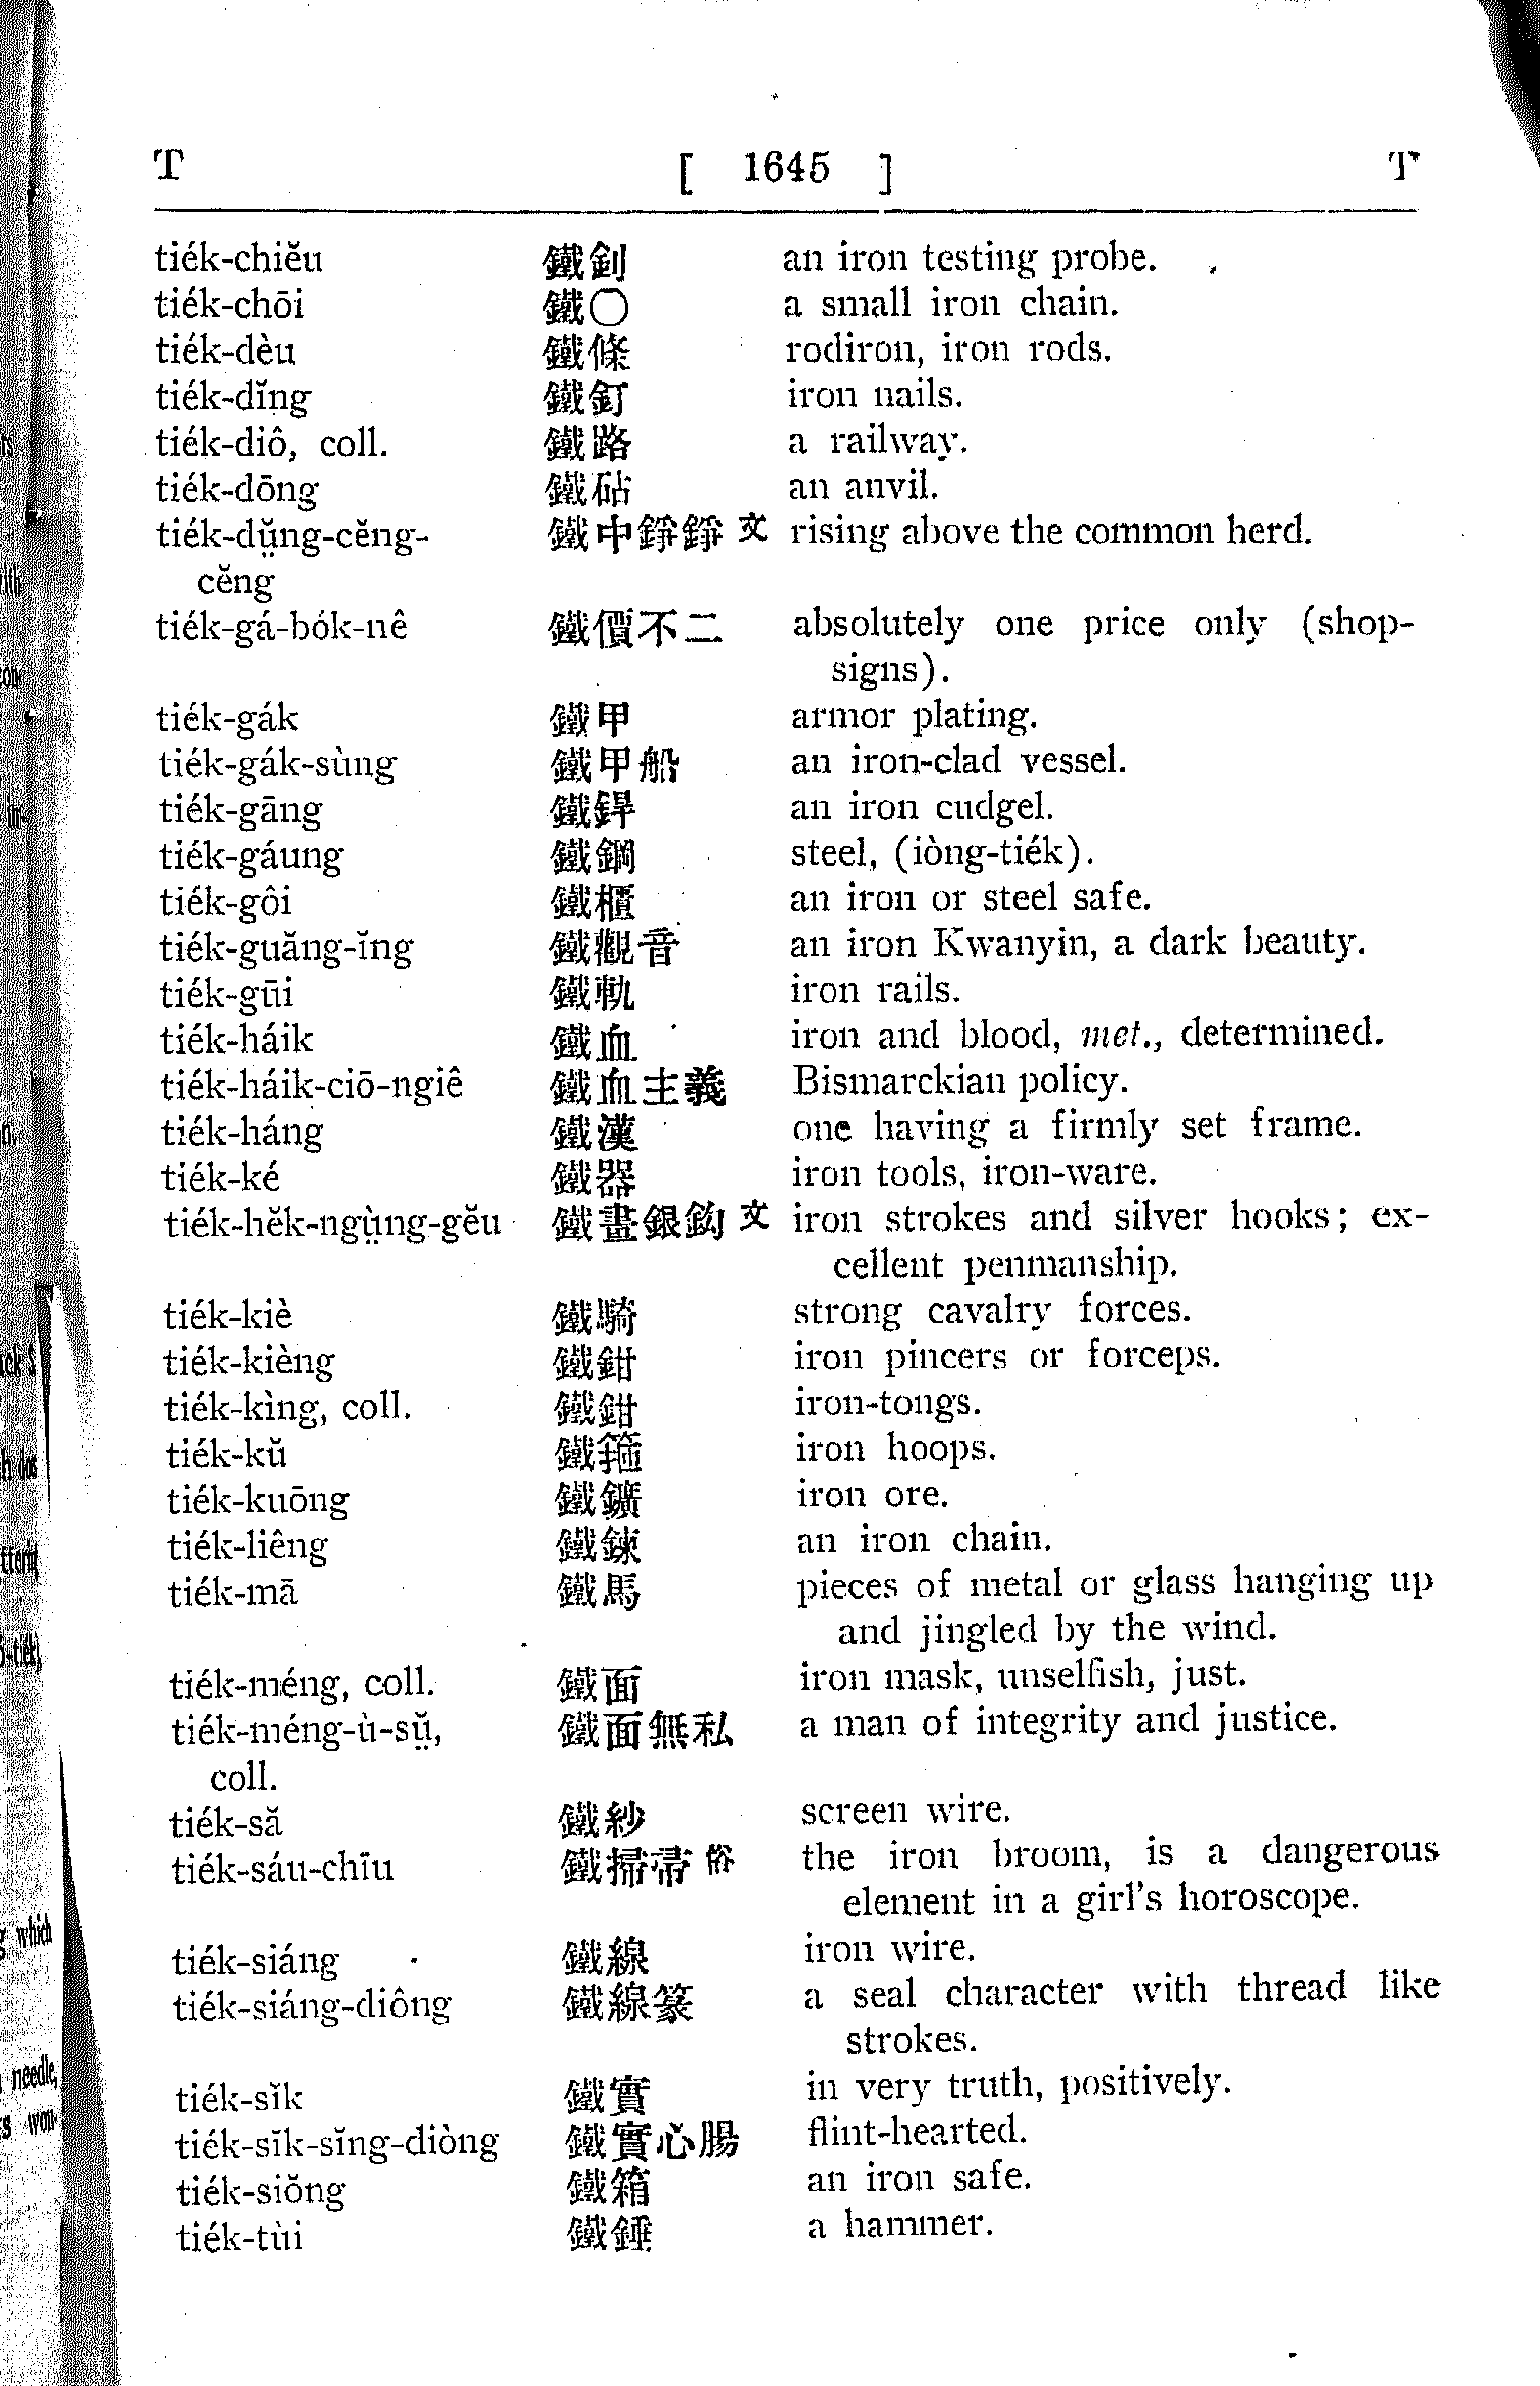 T [ 1645 ] T
tiék-chiĕu 鐵釗 an iron testing probe.
tiék-chōi 鐵〇 a small iron chain.
tiék-dèu 鐵條 rodiron, iron rods.
tiék-dĭng 鐵釘 iron nails.
tiék-diô, coll. 鐵路 a railway.
tiék-dōng 鐵砧 an anvil.
tiék-dṳ̆ng-cĕng- 鐵中錚錚 文 rising above the common herd.
cĕng
tiék-gá-bók-nê 鐵價不二 absolutely one price only (shop-
signs).
tiék-gák 鐵甲 armor plating.
tiék-gák-sùng 鐵甲船 an iron-clad vessel.
tiék-gāng 鐵銲 an iron cudgel.
tiék-gáung 鐵鋼 steel, (iòng-tiék).
tiék-gôi 鐵櫃 an iron or steel safe.
tiék-guăng-ĭng 鐵觀音 an iron Kwanyin, a dark beauty.
tiék-gūi 鐵軌 iron rails.
tiék-háik 鐵血 iron and blood, met., determined.
tiék-háik-ciō-ngiê 鐵血主義 Bismarckian policy.
tiék-háng 鐵漢 one having a firmly set frame.
tiék-ké 鐵器 iron tools, iron-ware.
tiék-hĕk-ngṳ̀ng-gĕu 鐵畫銀鈎 文 iron strokes and silver hooks; ex-
cellent penmanship.
tiék-kiè 鐵騎 strong cavalry forces.
tiék-kièng 鐵鉗 iron pincers or forceps.
tiék-kìng, coll. 鐵鉗 iron-tongs.
tiék-kŭ 鐵箍 iron hoops.
tiék-kuōng 鐵鑛 iron ore.
tiék-liêng 鐵鍊 an iron chain.
tiék-mā 鐵馬 pieces of metal or glass hanging up
and jingled by the wind.
tiék-méng, coll. 鐵面 iron mask, unselfish, just.
tiék-méng-ù-sṳ̆, 鐵面無私 a man of integrity and justice.
coll.
tiék-să 鐵紗 screen wire.
tiék-sáu-chīu 鐵掃帚 俗 the iron broom, is a dangerous
element in a girl's horoscope.
tiék-siáng 鐵線 iron wire.
tiék-siáng-diông 鐵線篆 a seal character with thread like
strokes.
tiék-sĭk 鐵實 in very truth, positively.
tiék-sĭk-sĭng-diòng 鐵實心腸 flint-hearted.
tiék-siŏng 鐵箱 an iron safe.
tiék-tùi 鐵錘 a hammer.